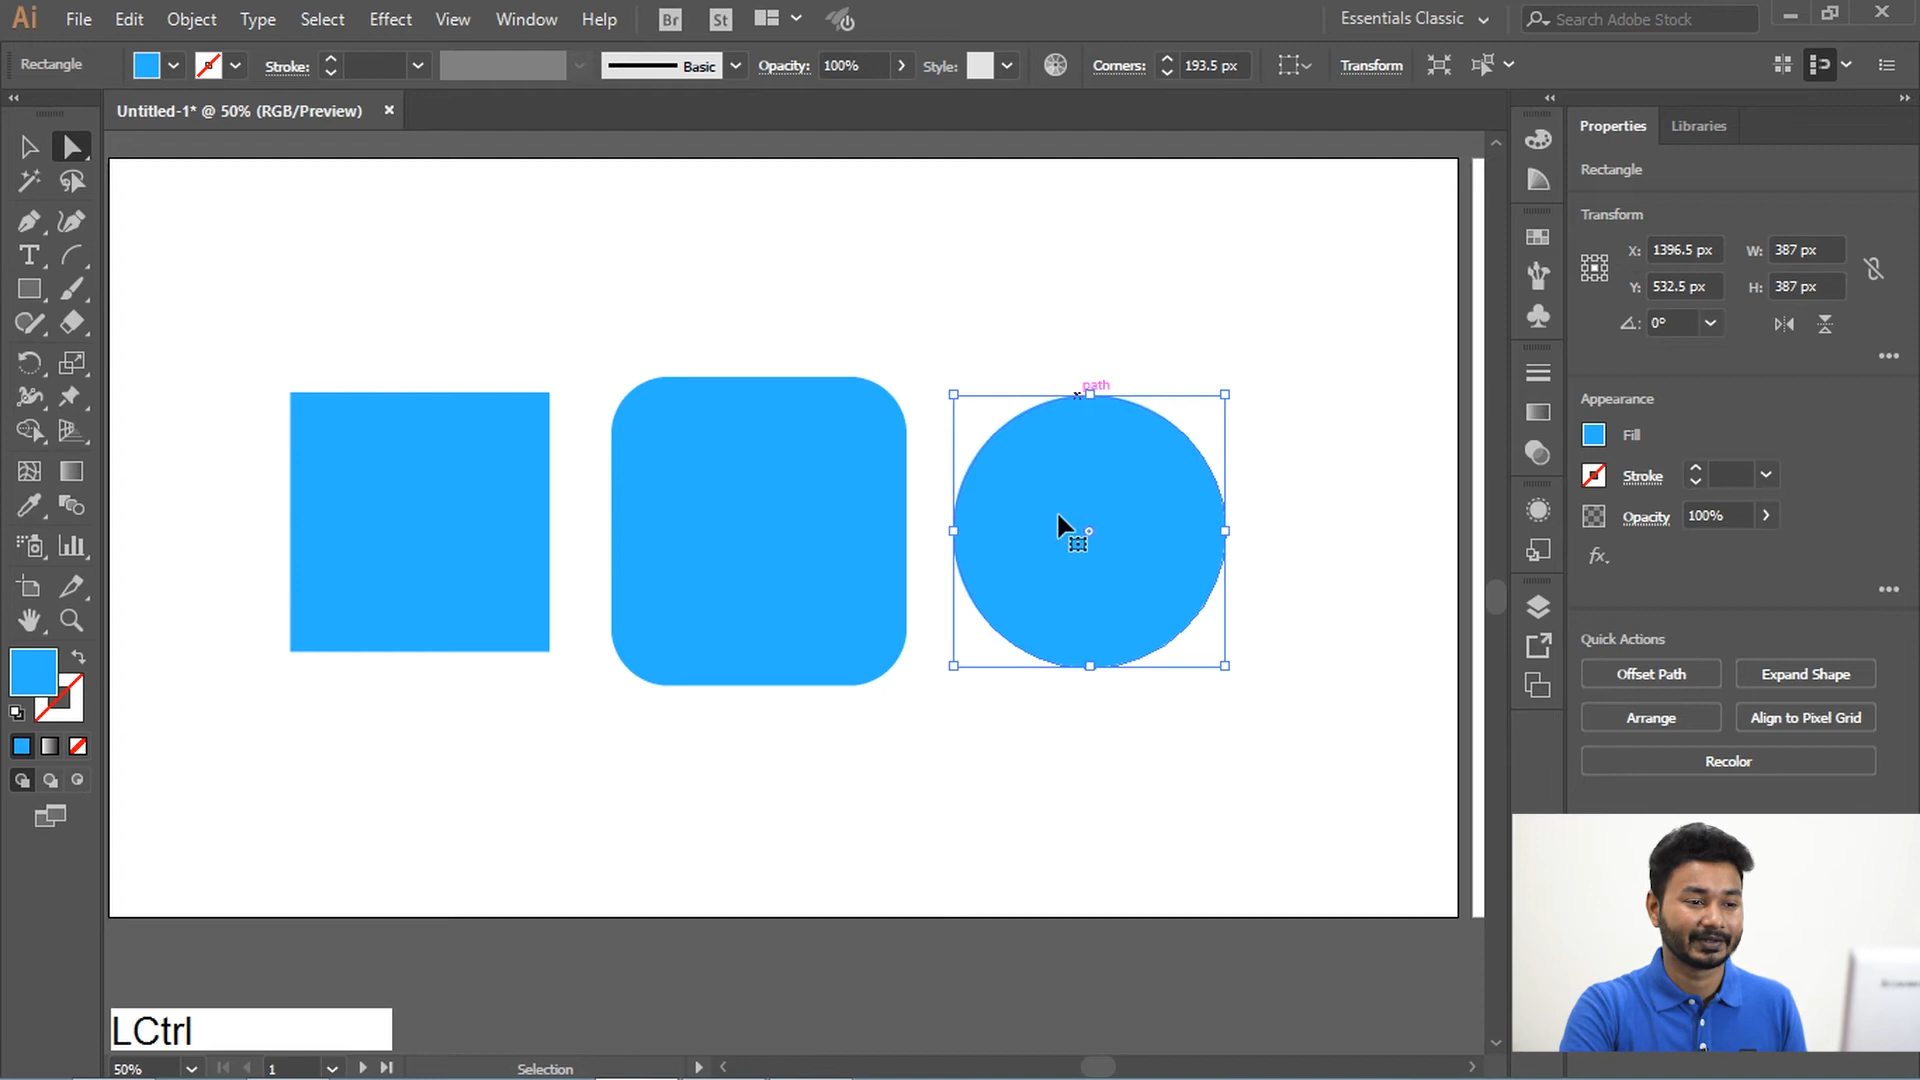 Ai File Edit Object Type Select Effect View Window Help Br St Essentials Classic Search Adobe Stock
Rectangle Stroke: Basic Opacity: 100% Style: Corners: 193.5 px Transform
Untitled-1* @ 50% (RGB/Preview)
Properties Libraries
Rectangle
Transform
X: 1396.5 px W: 387 px
Y: 532.5 px H: 387 px
0°
path
Appearance
Fill
Stroke
Opacity 100%
fx.
Quick Actions
Offset Path Expand Shape
Arrange Align to Pixel Grid
Recolor
LCtrl
50% 1 Selection